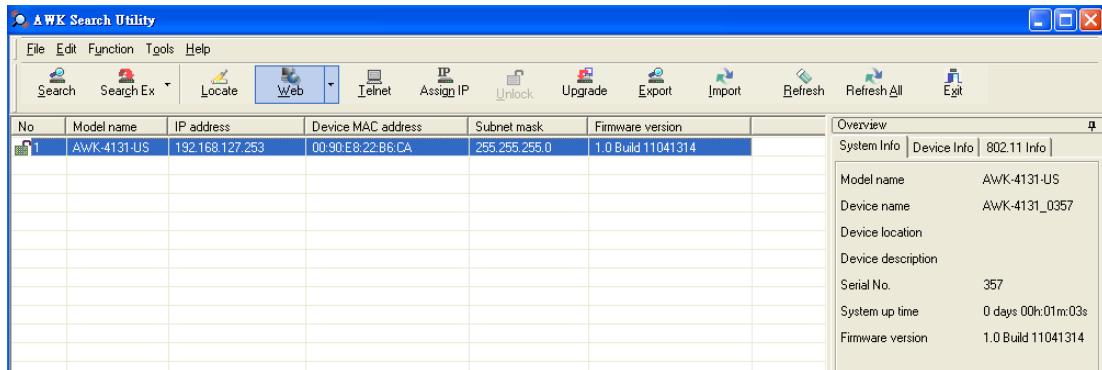 AWK Search Utility
File Edit Function Tools Help
Search Search Ex Locate Web Telnet IP Assign IP Unlock Upgrade Export Import Refresh Refresh All Exit
No Model name IP address Device MAC address Subnet mask Firmware version
1 AWK-4131-US 192.168.127.253 00:90:E8:22:B6:CA 255.255.255.0 1.0 Build 11041314
Overview
System Info Device Info 802.11 Info
Model name AWK-4131-US
Device name AWK-4131_0357
Device location
Device description
Serial No. 357
System up time 0 days 00h:01m:03s
Firmware version 1.0 Build 11041314